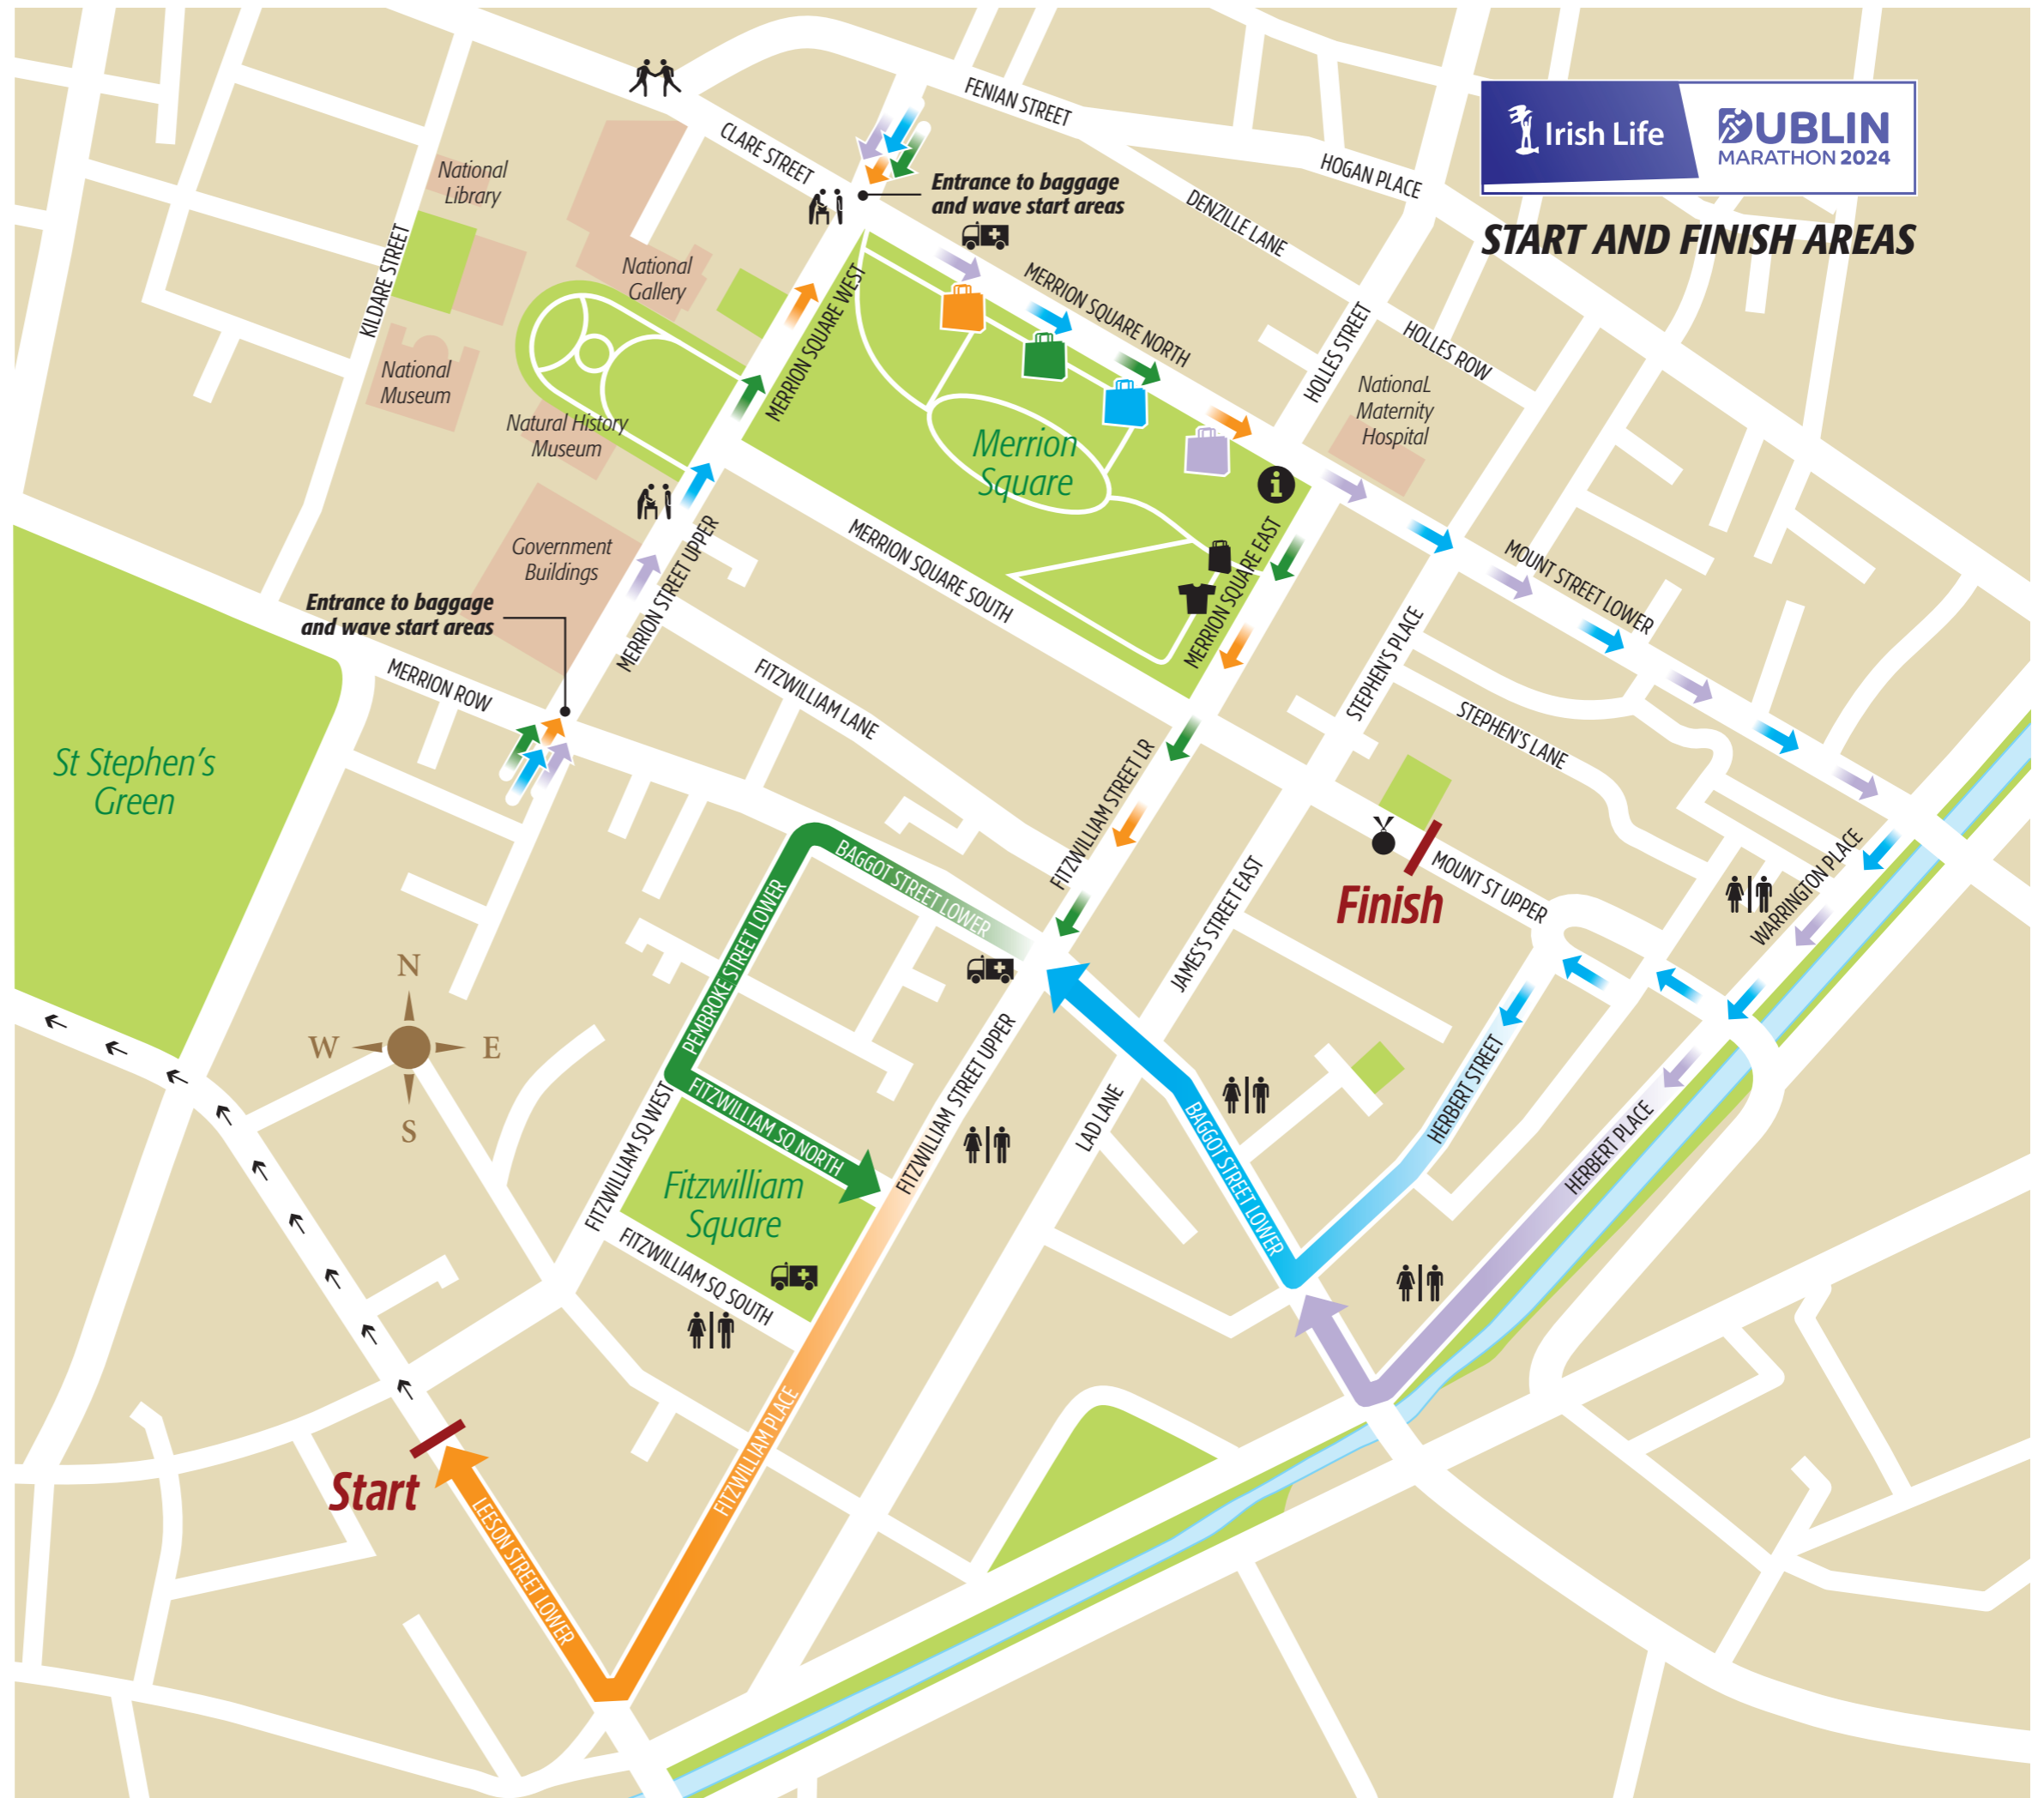 Irish Life
DUBLIN
MARATHON 2024
START AND FINISH AREAS
FENIAN STREET
CLARE STREET
HOGAN PLACE
DENZILLE LANE
Entrance to baggage
and wave start areas
National
Library
KILDARE STREET
National
Gallery
MERRION SQUARE WEST
MERRION SQUARE NORTH
HOLLES STREET
HOLLES ROW
National
Museum
NationaL
Maternity
Hospital
Natural History
Museum
Merrion
Square
Government
Buildings
MERRION STREET UPPER
MERRION SQUARE SOUTH
MERRION SQUARE EAST
MOUNT STREET LOWER
Entrance to baggage
and wave start areas
MERRION ROW
FITZWILLIAM LANE
STEPHEN'S PLACE
STEPHEN'S LANE
St Stephen's
Green
FITZWILLIAM STREET LR
BAGGOT STREET LOWER
PEMBROKE STREET LOWER
JAMES'S STREET EAST
Finish
MOUNT ST UPPER
WARRINGTON PLACE
N
W
E
S
FITZWILLIAM SQ WEST
FITZWILLIAM SQ NORTH
FITZWILLIAM STREET UPPER
LAD LANE
BAGGOT STREET LOWER
HERBERT STREET
HERBERT PLACE
Fitzwilliam
Square
FITZWILLIAM SQ SOUTH
FITZWILLIAM PLACE
Start
LEESON STREET LOWER